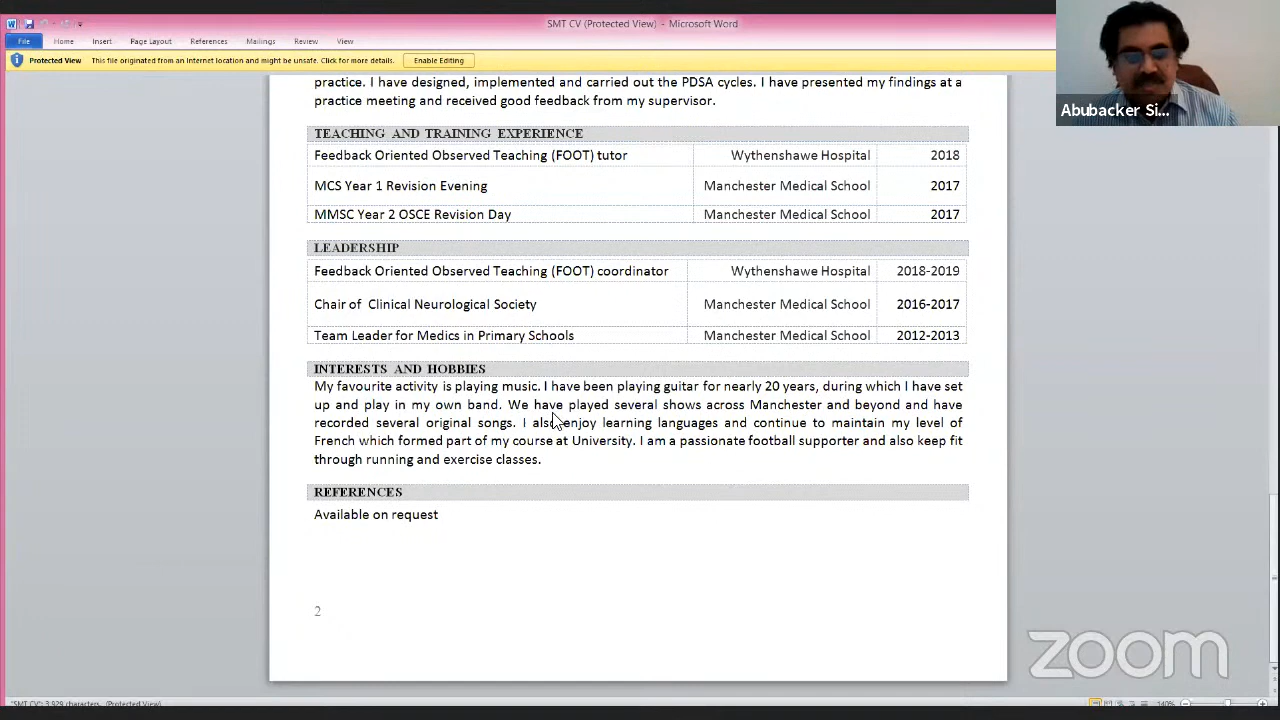 SMT CV (Protected View) - Microsoft Word
File Home Insert Page Layout References Mailings Review View
Protected View This file originated from an Internet location and might be unsafe. Click for more details. Enable Editing
Abubacker Si...
practice. I have designed, implemented and carried out the PDSA cycles. I have presented my findings at a
practice meeting and received good feedback from my supervisor.
TEACHING AND TRAINING EXPERIENCE
Feedback Oriented Observed Teaching (FOOT) tutor Wythenshawe Hospital 2018
MCS Year 1 Revision Evening Manchester Medical School 2017
MMSC Year 2 OSCE Revision Day Manchester Medical School 2017
LEADERSHIP
Feedback Oriented Observed Teaching (FOOT) coordinator Wythenshawe Hospital 2018-2019
Chair of Clinical Neurological Society Manchester Medical School 2016-2017
Team Leader for Medics in Primary Schools Manchester Medical School 2012-2013
INTERESTS AND HOBBIES
My favourite activity is playing music. I have been playing guitar for nearly 20 years, during which I have set
up and play in my own band. We have played several shows across Manchester and beyond and have
recorded several original songs. I also enjoy learning languages and continue to maintain my level of
French which formed part of my course at University. I am a passionate football supporter and also keep fit
through running and exercise classes.
REFERENCES
Available on request
2
zoom
"SMT CV": 3,929 characters (Protected View) 140%